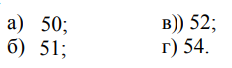 а) 50; в)) 52;
б) 51; г) 54.